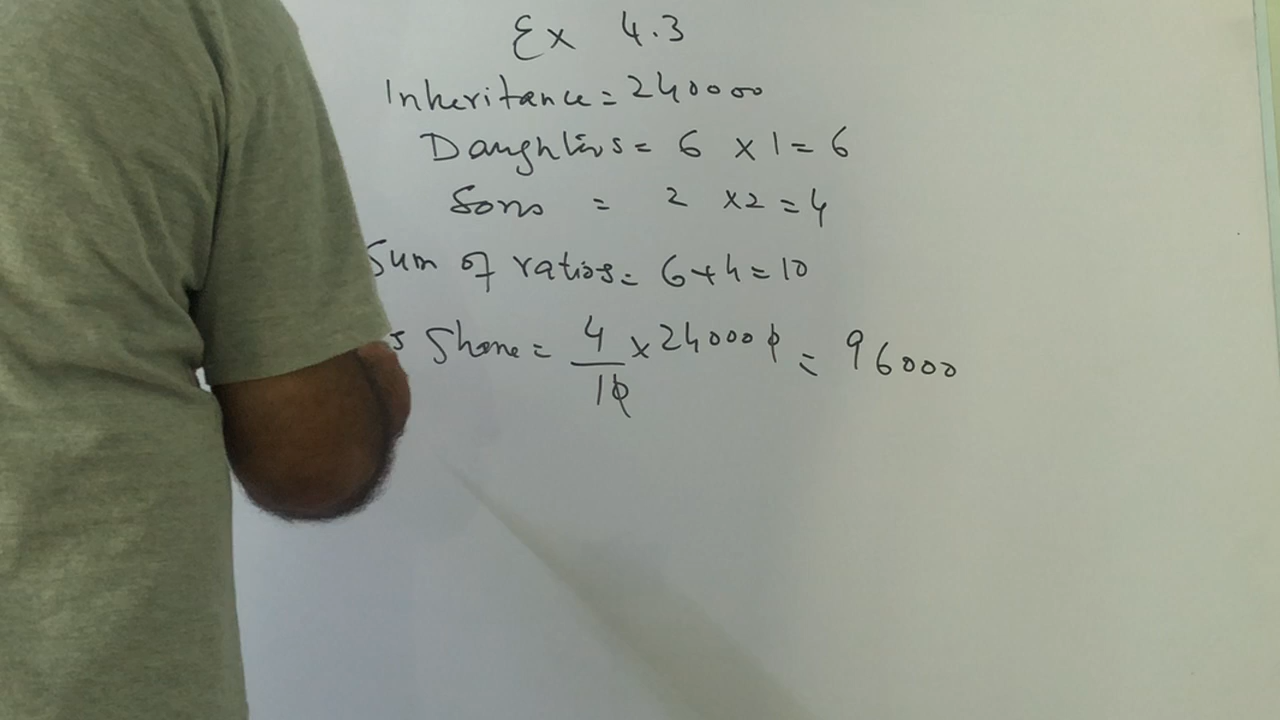 Ex 4.3
Inheritance = 240000
Daughters = 6 x 1 = 6
Sons = 2 x2 = 4
Sum of ratios = 6+4 = 10
s Share = 4/10 x 240000 = 96000